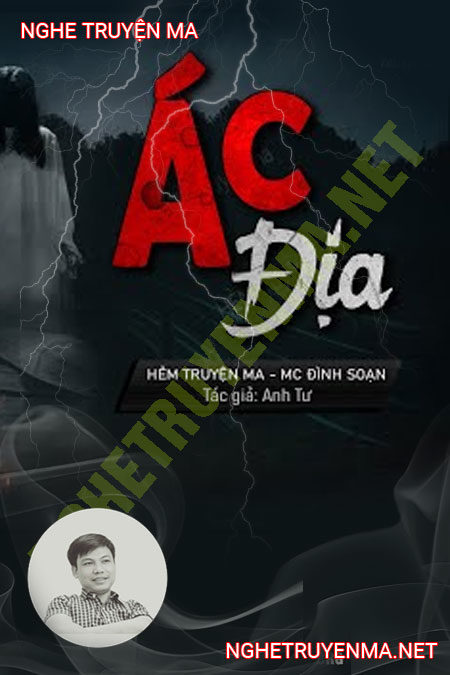 NGHE TRUYỆN MA
ÁC
Địa
HẺM TRUYỆN MA - MC ĐÌNH SOẠN
Tác giả: Anh Tư
NGHETRUYENMA.NET
NGHETRUYENMA.NET